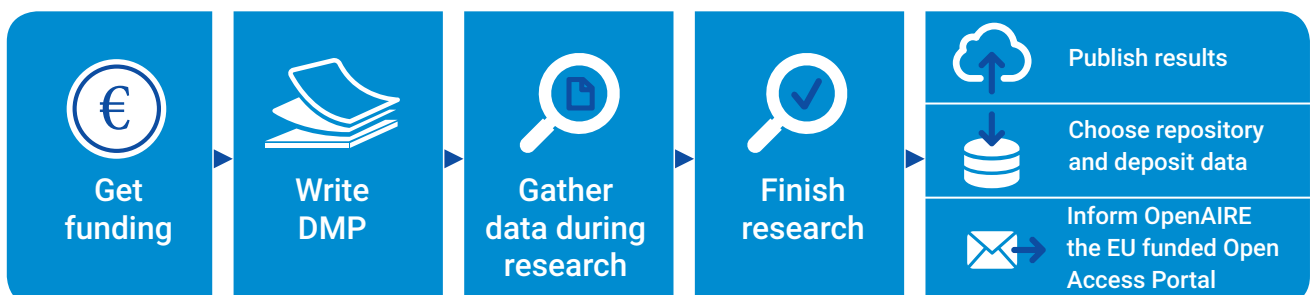 €
Get
funding
Write
DMP
Gather
data during
research
Finish
research
Publish results
Choose repository
and deposit data
Inform OpenAIRE
the EU funded Open
Access Portal